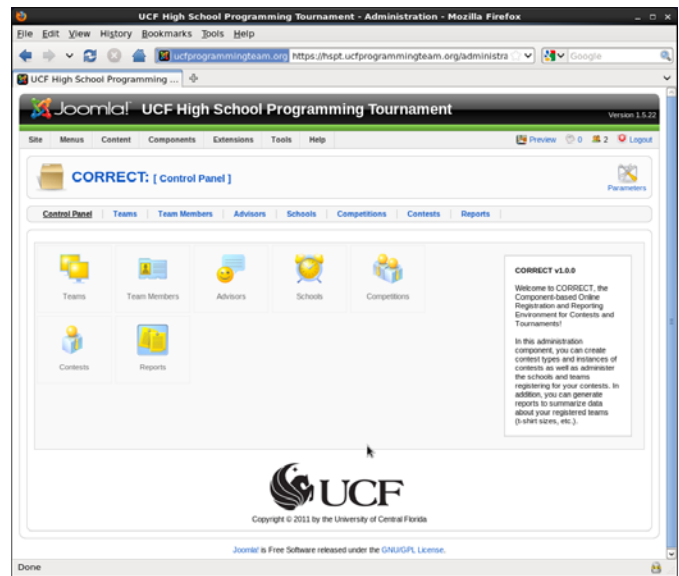 UCF High School Programming Tournament - Administration - Mozilla Firefox
File Edit View History Bookmarks Tools Help
ucfprogrammingteam.org https://hspt.ucfprogrammingteam.org/administra Google
UCF High School Programming ...
Joomla! UCF High School Programming Tournament
Version 1.5.22
Site Menus Content Components Extensions Tools Help Preview 0 2 Logout
CORRECT: [ Control Panel ]
Parameters
Control Panel Teams Team Members Advisors Schools Competitions Contests Reports
Teams Team Members Advisors Schools Competitions
Contests Reports
CORRECT v1.0.0
Welcome to CORRECT, the
Component-based Online
Registration and Reporting
Environment for Contests and
Tournaments!
In this administration
component, you can create
contest types and instances of
contests as well as administer
the schools and teams
registering for your contests. In
addition, you can generate
reports to summarize data
about your registered teams
(t-shirt sizes, etc.).
UCF
Copyright © 2011 by the University of Central Florida
Joomla! is Free Software released under the GNU/GPL License.
Done